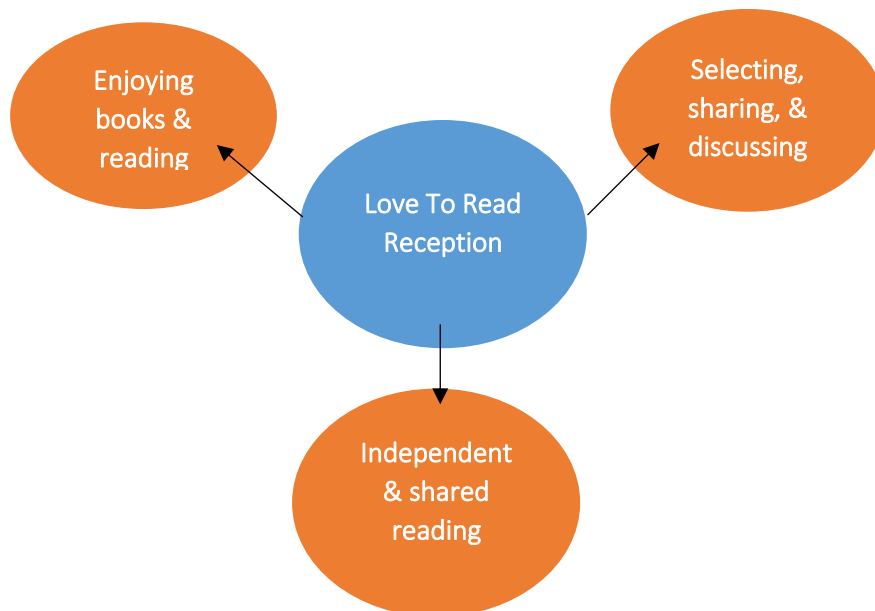 Enjoying
books &
reading
Selecting,
sharing, &
discussing
Love To Read
Reception
Independent
& shared
reading